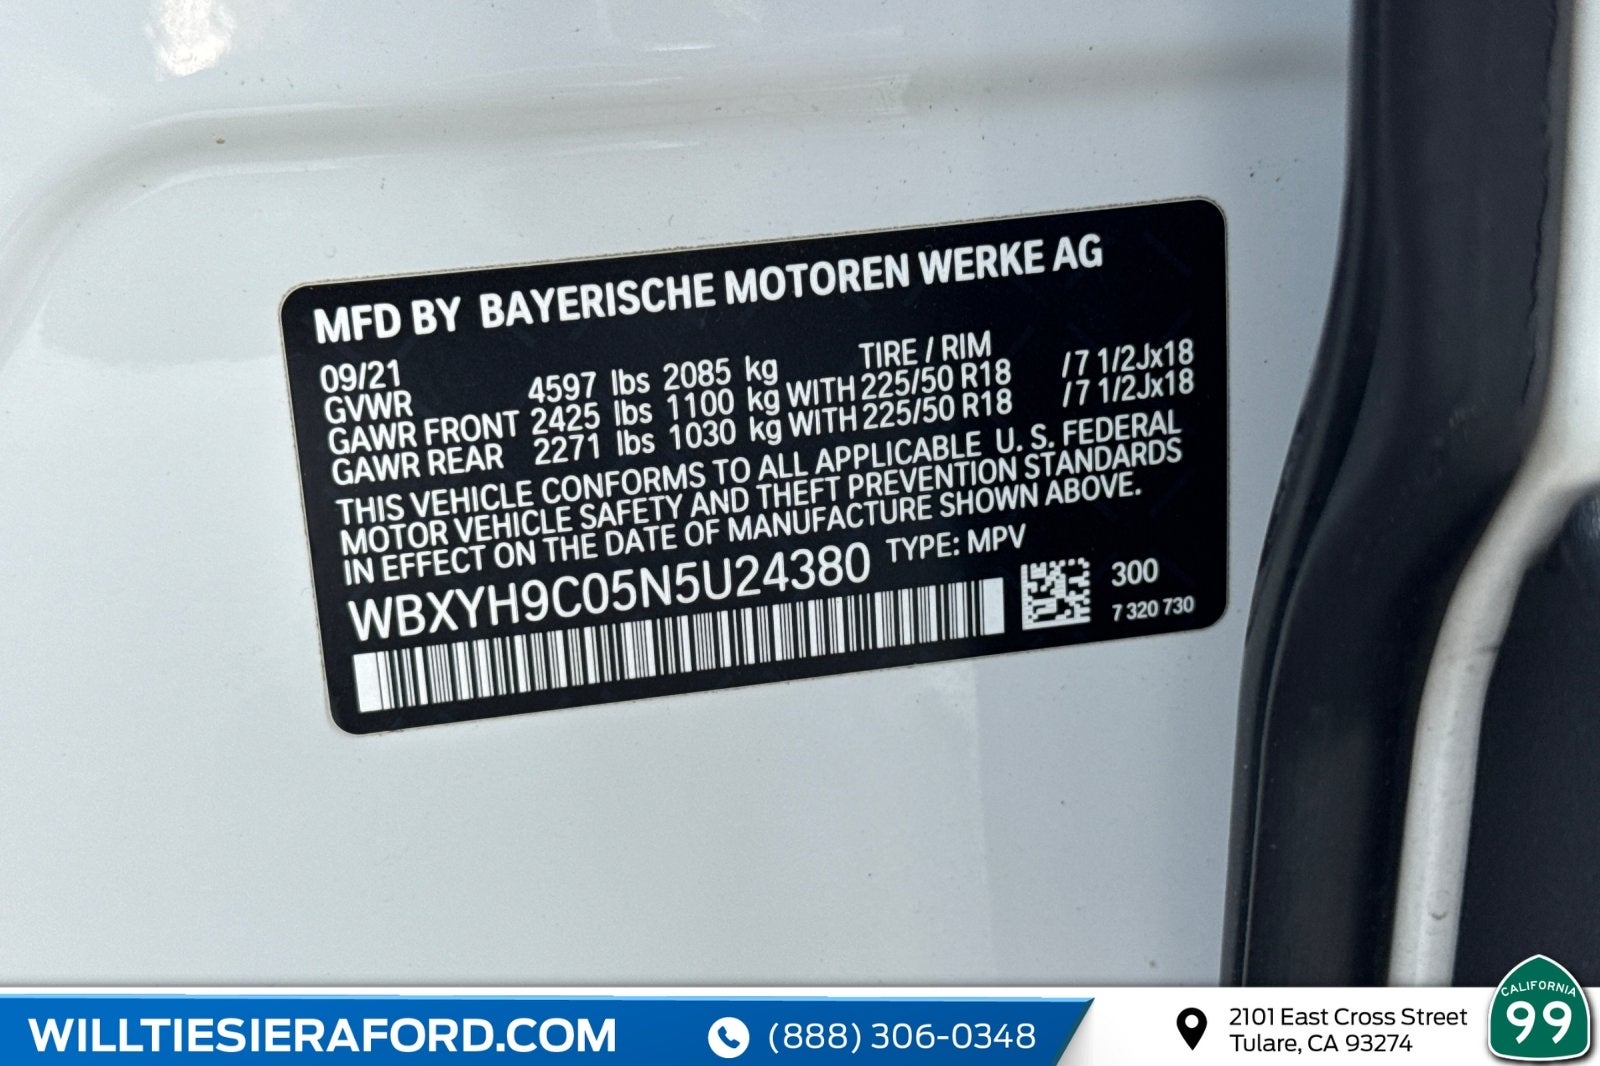 MFD BY BAYERISCHE MOTOREN WERKE AG
09/21 TIRE / RIM
GVWR 4597 lbs 2085 kg
GAWR FRONT 2425 lbs 1100 kg WITH 225/50 R18 /7 1/2Jx18
GAWR REAR 2271 lbs 1030 kg WITH 225/50 R18 /7 1/2Jx18
THIS VEHICLE CONFORMS TO ALL APPLICABLE U. S. FEDERAL
MOTOR VEHICLE SAFETY AND THEFT PREVENTION STANDARDS
IN EFFECT ON THE DATE OF MANUFACTURE SHOWN ABOVE.
WBXYH9C05N5U24380 TYPE: MPV
300
7 320 730
WILLTIESIERAFORD.COM
(888) 306-0348
2101 East Cross Street
Tulare, CA 93274
CALIFORNIA
99